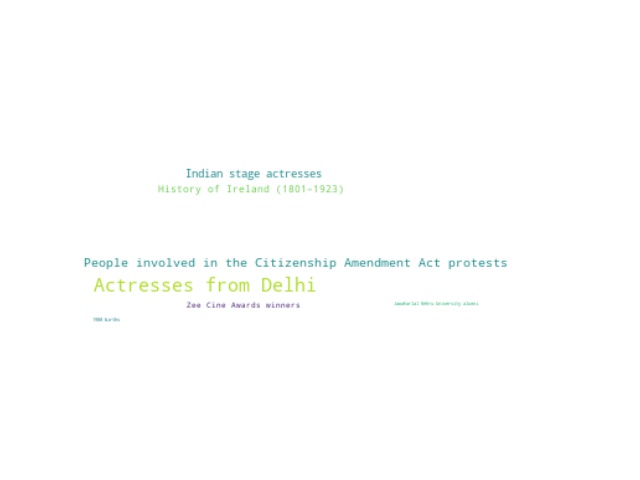 Indian stage actresses
History of Ireland (1801–1923)
People involved in the Citizenship Amendment Act protests
Actresses from Delhi
Zee Cine Awards winners
Jawaharlal Nehru University alumni
births